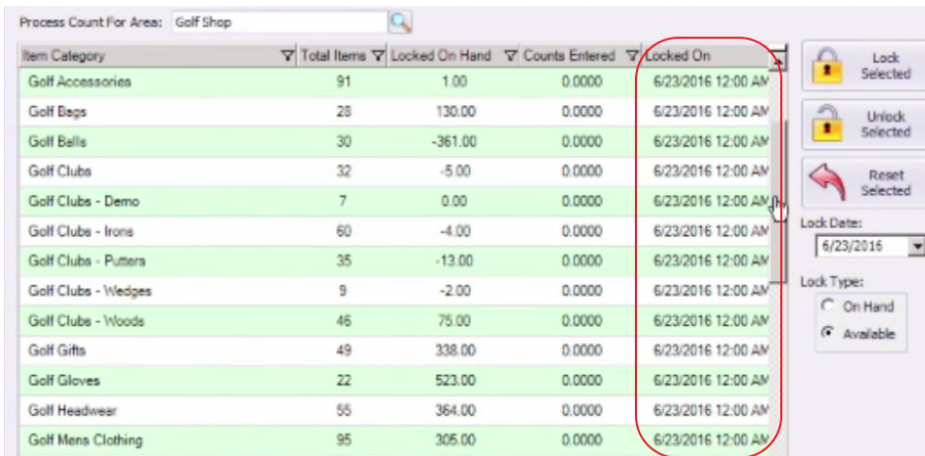 Process Count For Area: Golf Shop
Item Category Total Items Locked On Hand Counts Entered Locked On
Golf Accessories 91 1.00 0.0000 6/23/2016 12:00 AM
Golf Bags 28 130.00 0.0000 6/23/2016 12:00 AM
Golf Balls 30 -361.00 0.0000 6/23/2016 12:00 AM
Golf Clubs 32 -5.00 0.0000 6/23/2016 12:00 AM
Golf Clubs - Demo 7 0.00 0.0000 6/23/2016 12:00 AM
Golf Clubs - Irons 60 -4.00 0.0000 6/23/2016 12:00 AM
Golf Clubs - Putters 35 -13.00 0.0000 6/23/2016 12:00 AM
Golf Clubs - Wedges 9 -2.00 0.0000 6/23/2016 12:00 AM
Golf Clubs - Woods 46 75.00 0.0000 6/23/2016 12:00 AM
Golf Gifts 49 338.00 0.0000 6/23/2016 12:00 AM
Golf Gloves 22 523.00 0.0000 6/23/2016 12:00 AM
Golf Headwear 55 364.00 0.0000 6/23/2016 12:00 AM
Golf Mens Clothing 95 305.00 0.0000 6/23/2016 12:00 AM
Lock
Selected
Unlock
Selected
Reset
Selected
Lock Date:
6/23/2016
Lock Type:
On Hand
Available